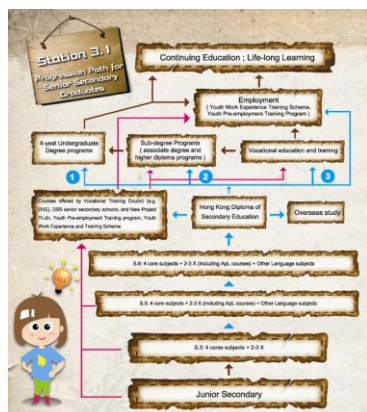 Station 3.1
Progression Path for
Senior Secondary
Graduates
Continuing Education ; Life-long Learning
Employment
( Youth Work Experience Training Scheme,
Youth Pre-employment Training Program )
4-year Undergraduate
Degree programs
Sub-degree Programs
( associate degree and
higher diploma programs )
Vocational education and training
1
2
3
Courses offered by Vocational Training Council (e.g.
IVE), DSS senior secondary schools, and New Project
Yi-Jin, Youth Pre-employment Training program, Youth
Work Experience and Training Scheme
Hong Kong Diploma of
Secondary Education
Overseas study
S.6: 4 core subjects + 2-3 X (including ApL courses) + Other Language subjects
S.5: 4 core subjects + 2-3 X (including ApL courses) + Other Language subjects
: 4 cores subjects + 2-3 X
Junior Secondary